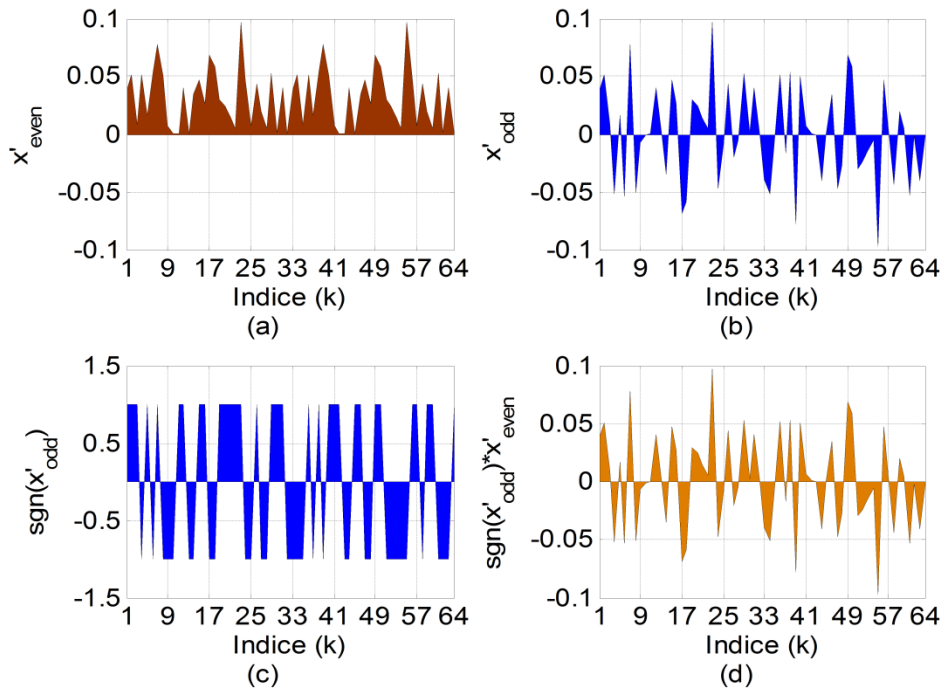 0.1
0.05
0
-0.05
-0.1
x'even
1 9 17 25 33 41 49 57 64
Indice (k)
(a)
0.1
0.05
0
-0.05
-0.1
x'odd
1 9 17 25 33 41 49 57 64
Indice (k)
(b)
1.5
0.5
-0.5
-1.5
sgn(x'odd)
1 9 17 25 33 41 49 57 64
Indice (k)
(c)
0.1
0.05
0
-0.05
-0.1
sgn(x'odd)*x'even
1 9 17 25 33 41 49 57 64
Indice (k)
(d)